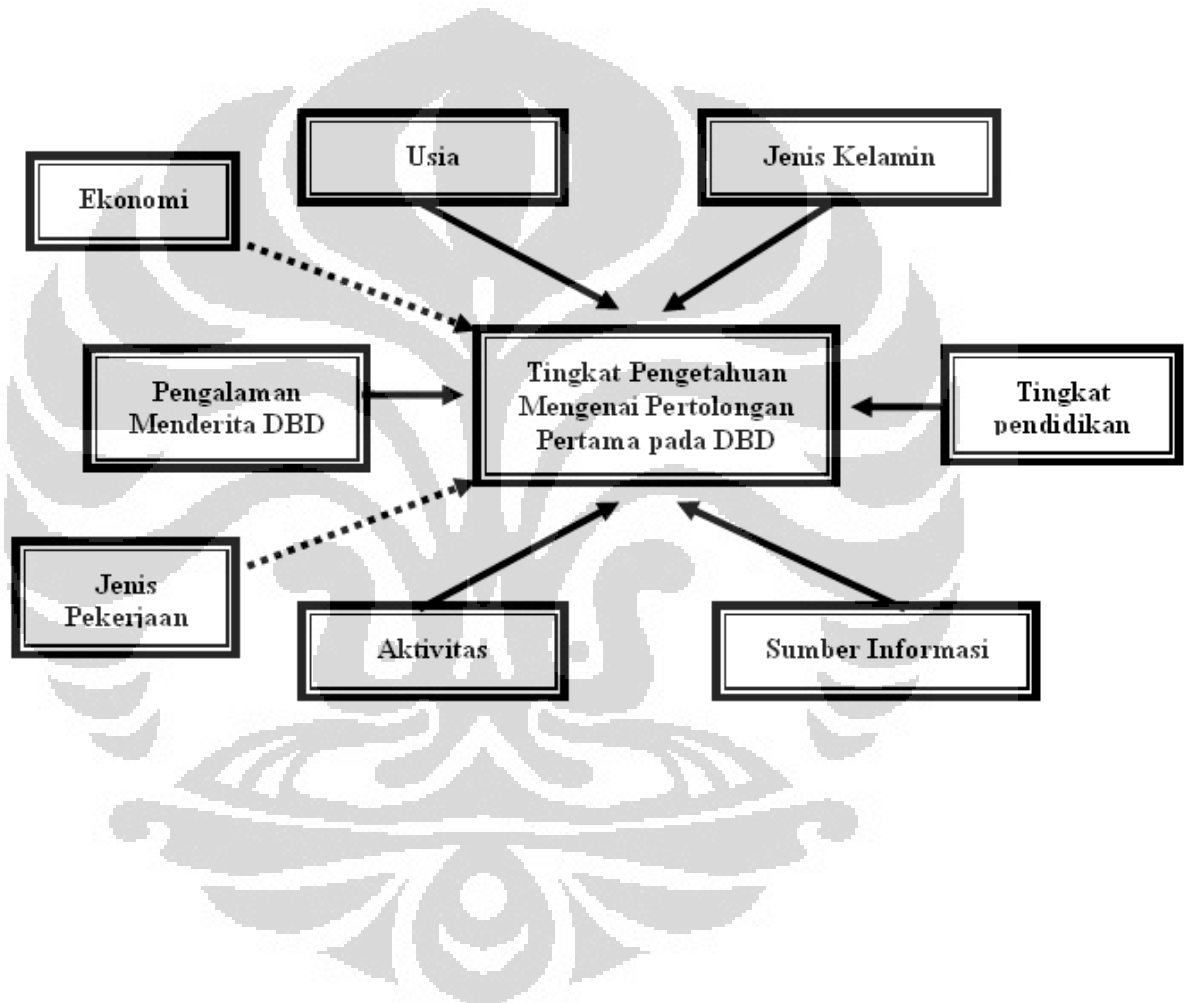 Usia
Jenis Kelamin
Ekonomi
Tingkat Pengetahuan
Mengenai Pertolongan
Pertama pada DBD
Pengalaman
Menderita DBD
Tingkat
pendidikan
Jenis
Pekerjaan
Aktivitas
Sumber Informasi